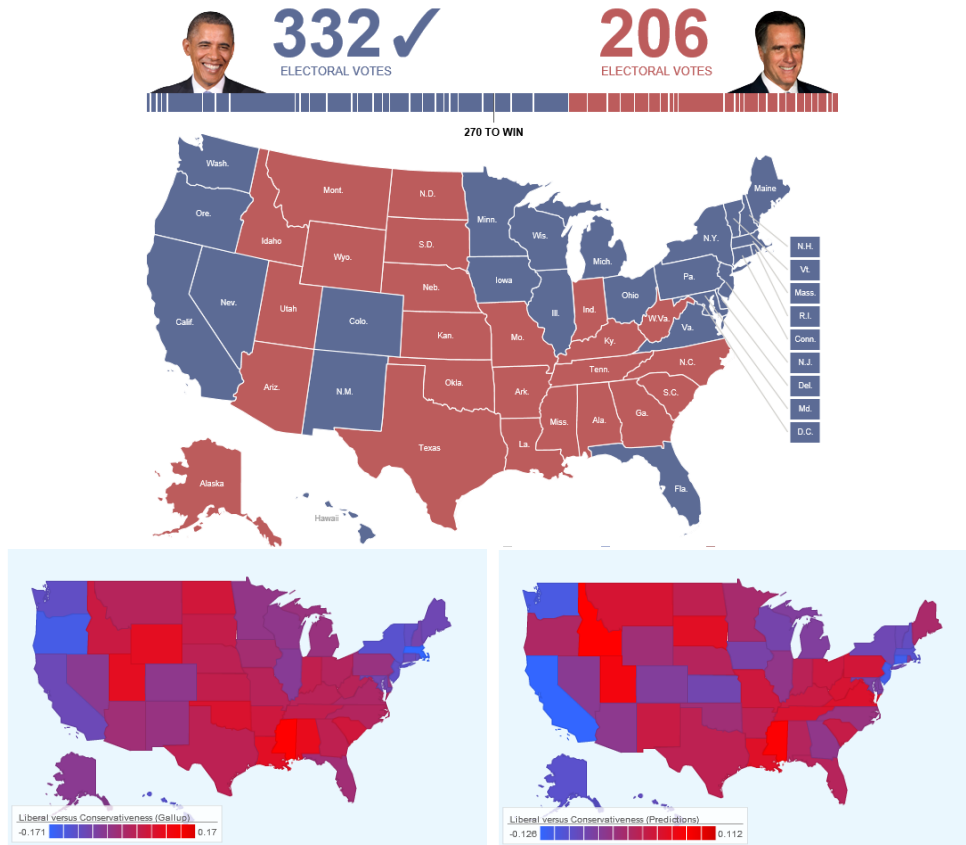 332 ✓ 206
ELECTORAL VOTES ELECTORAL VOTES
270 TO WIN
Wash.
Mont.
N.D.
Maine
Minn.
Ore.
Idaho
S.D.
Wis.
N.Y.
N.H.
Wyo.
Mich.
Vt.
Iowa
Pa.
Neb.
Ohio
Mass.
Nev.
Utah
Colo.
Ill.
Ind.
W.Va.
R.I.
Calif.
Kan.
Mo.
Va.
Ky.
Conn.
N.C.
Tenn.
N.J.
Ariz.
N.M.
Okla.
Ark.
S.C.
Del.
Miss.
Ala.
Ga.
Md.
Texas
La.
D.C.
Alaska
Fla.
Hawaii
Liberal versus Conservativeness (Gallup)
-0.171 0.17
Liberal versus Conservativeness (Predictions)
-0.126 0.112